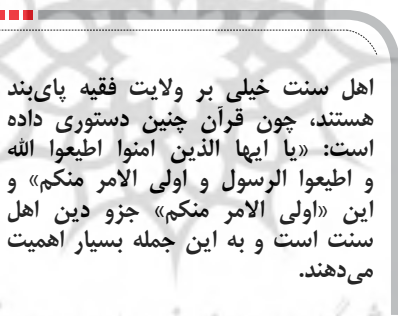 اهل سنت خیلی بر ولایت فقیه پای‌بند
هستند، چون قرآن چنین دستوری داده
است: «یا ایها الذین امنوا اطیعوا الله
و اطیعوا الرسول و اولی الامر منکم» و
این «اولی الامر منکم» جزو دین اهل
سنت است و به این جمله بسیار اهمیت
می‌دهند.